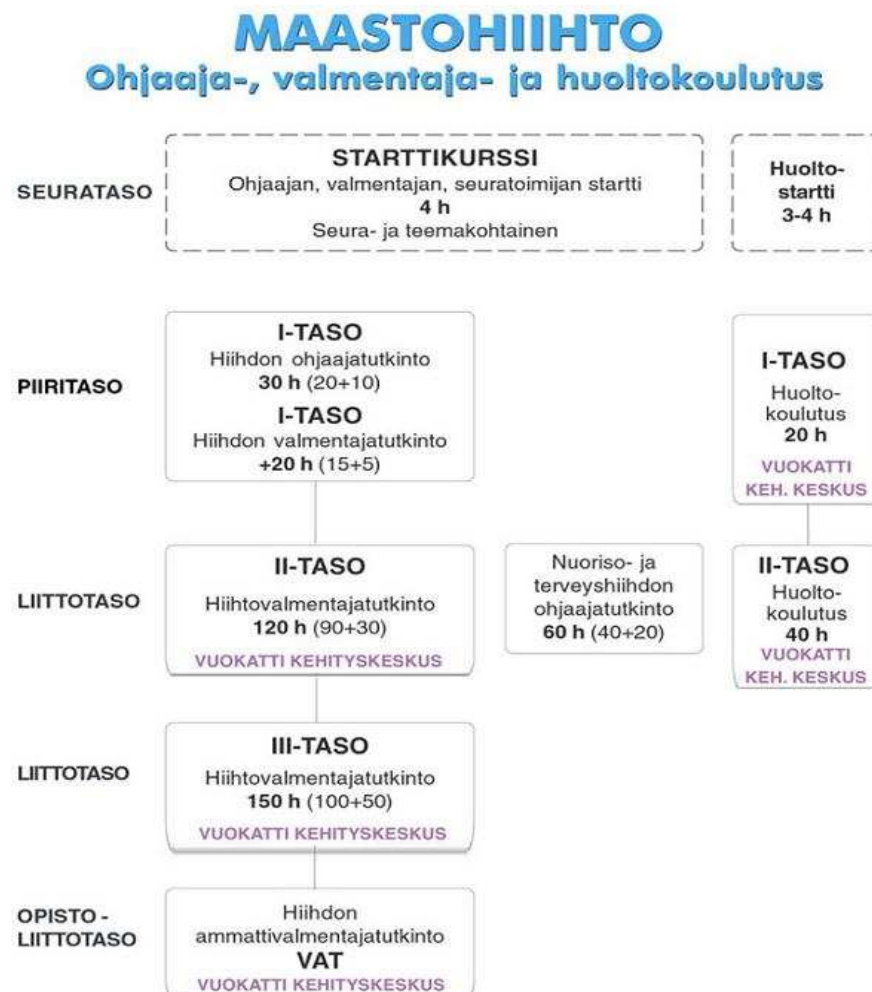 MAASTOHIIHTO
Ohjaaja-, valmentaja- ja huoltokoulutus
SEURATASO
STARTTIKURSSI
Ohjaajan, valmentajan, seuratoimijan startti
4 h
Seura- ja teemakohtainen
Huolto-
startti
3-4 h
PIIRITASO
I-TASO
Hiihdon ohjaajatutkinto
30 h (20+10)
I-TASO
Hiihdon valmentajatutkinto
+20 h (15+5)
I-TASO
Huolto-
koulutus
20 h
VUOKATTI
KEH. KESKUS
LIITTOTASO
II-TASO
Hiihtovalmentajatutkinto
120 h (90+30)
VUOKATTI KEHITYSKESKUS
Nuoriso- ja
terveyshiihdon
ohjaajatutkinto
60 h (40+20)
II-TASO
Huolto-
koulutus
40 h
VUOKATTI
KEH. KESKUS
LIITTOTASO
III-TASO
Hiihtovalmentajatutkinto
150 h (100+50)
VUOKATTI KEHITYSKESKUS
OPISTO -
LIITTOTASO
Hiihdon
ammattivalmentajatutkinto
VAT
VUOKATTI KEHITYSKESKUS